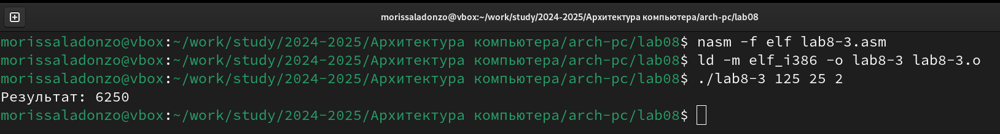 morissaladonzo@vbox:~/work/study/2024-2025/Архитектура компьютера/arch-pc/lab08
morissaladonzo@vbox:~/work/study/2024-2025/Архитектура компьютера/arch-pc/lab08$ nasm -f elf lab8-3.asm
morissaladonzo@vbox:~/work/study/2024-2025/Архитектура компьютера/arch-pc/lab08$ ld -m elf_i386 -o lab8-3 lab8-3.o
morissaladonzo@vbox:~/work/study/2024-2025/Архитектура компьютера/arch-pc/lab08$ ./lab8-3 125 25 2
Результат: 6250
morissaladonzo@vbox:~/work/study/2024-2025/Архитектура компьютера/arch-pc/lab08$